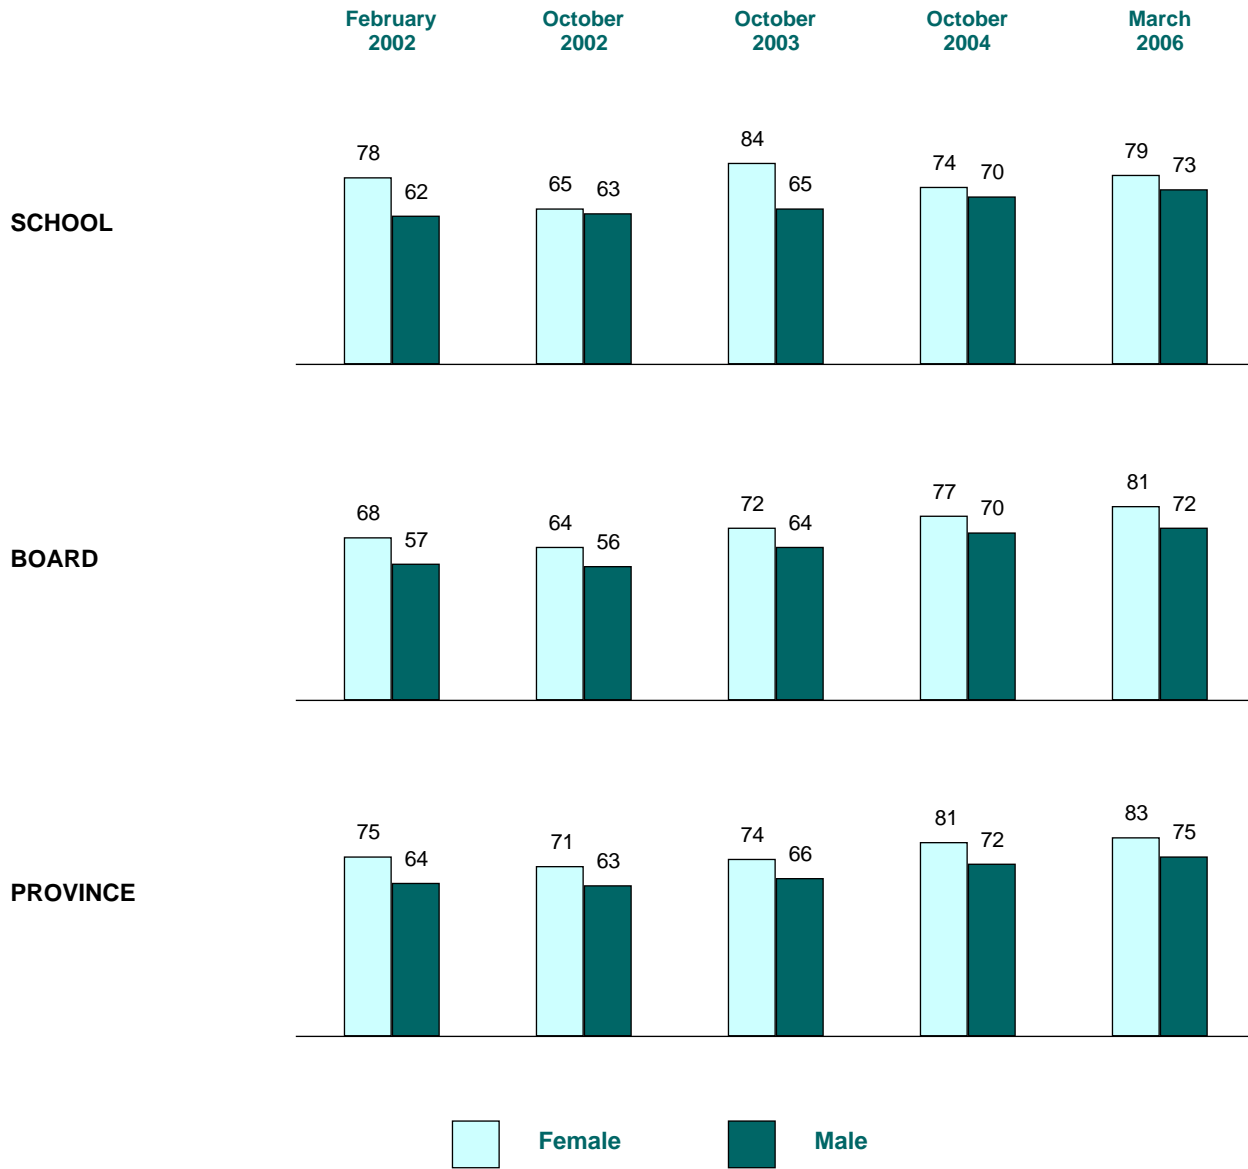 February October October October March
2002 2002 2003 2004 2006
84
78 79
74 73
70
65 63 65
62
SCHOOL
81
77
72 72
68 70
64 64
57 56
BOARD
83
81
75 74 75
71 72
64 63 66
PROVINCE
Female Male